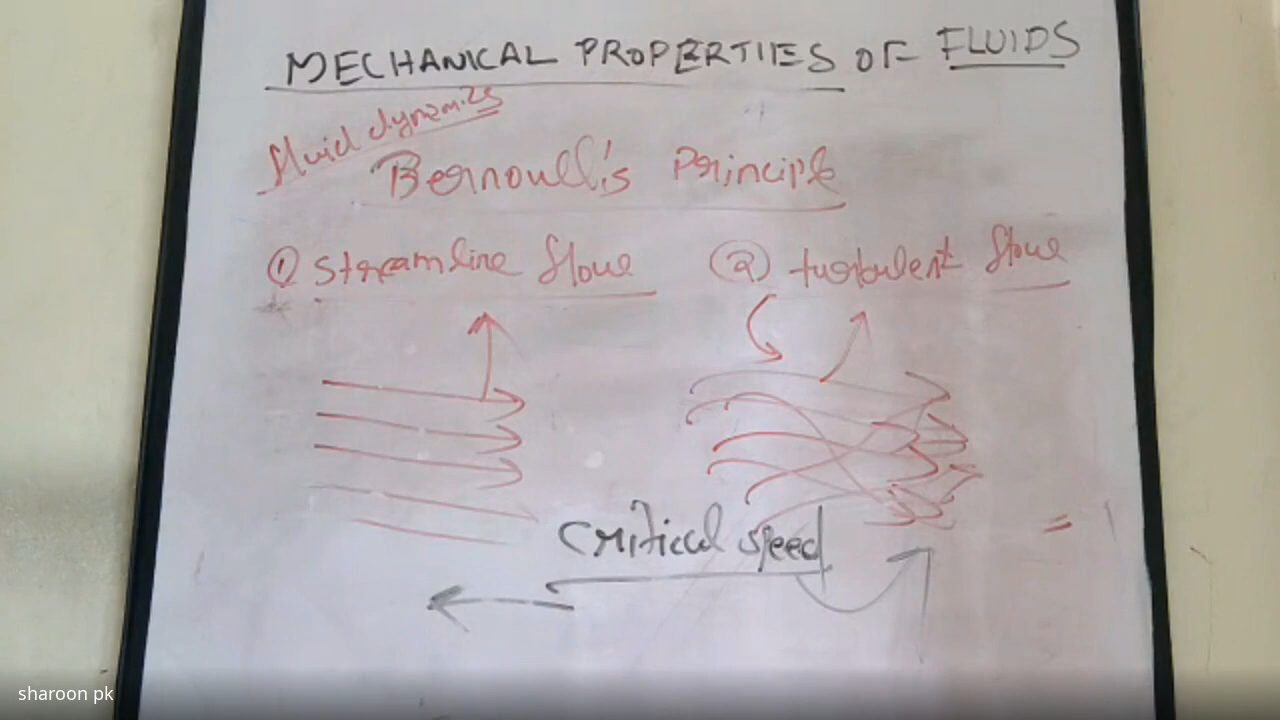 MECHANICAL PROPERTIES OF FLUIDS
fluid dynamics
Bernoulli's Principle
① streamline flow
② turbulent flow
critical speed
sharoon pk